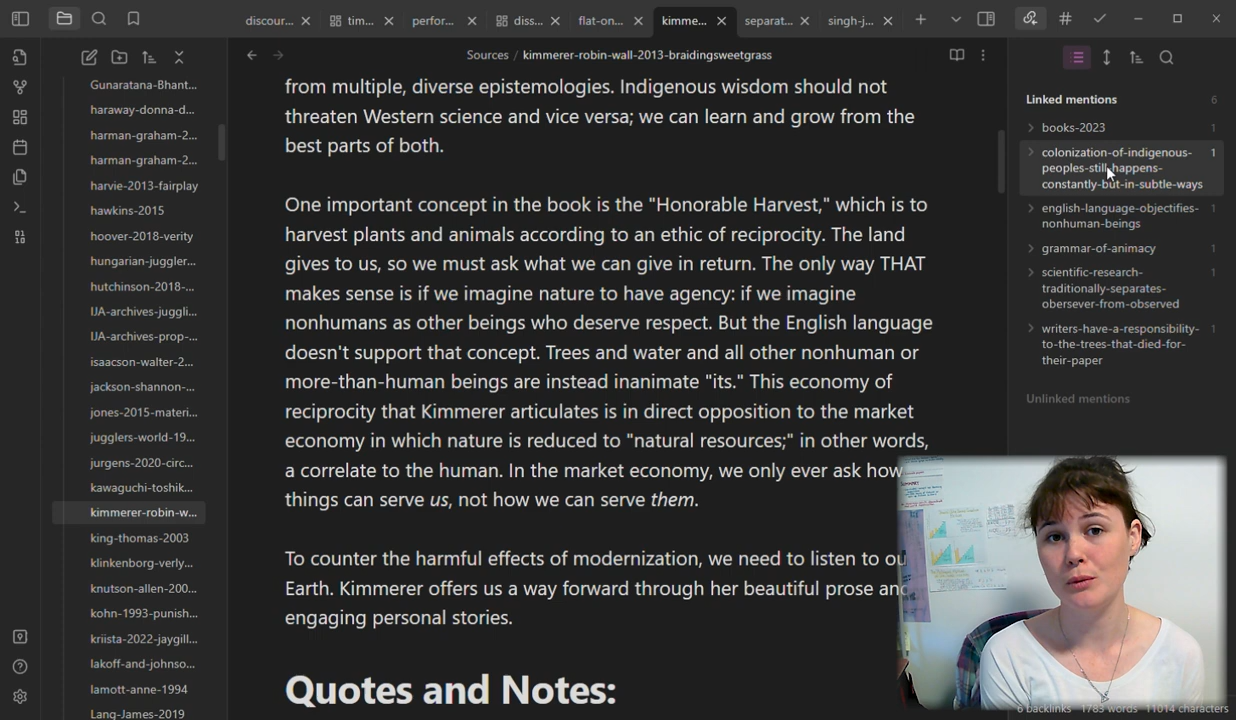 discour...
tim...
perfor...
diss...
flat-on...
kimme...
separat...
singh-j...
Sources / kimmerer-robin-wall-2013-braidingsweetgrass
Gunaratana-Bhant...
haraway-donna-d...
harman-graham-2...
harman-graham-2...
harvie-2013-fairplay
hawkins-2015
hoover-2018-verity
hungarian-juggler...
hutchinson-2018-...
IJA-archives-juggli...
IJA-archives-prop-...
isaacson-walter-2...
jackson-shannon-...
jones-2015-materi...
jugglers-world-19...
jurgens-2020-circ...
kawaguchi-toshik...
kimmerer-robin-w...
king-thomas-2003
klinkenborg-verly...
knutson-allen-200...
kohn-1993-punish...
kriista-2022-jaygill...
lakoff-and-johnso...
lamott-anne-1994
Lang-James-2019
from multiple, diverse epistemologies. Indigenous wisdom should not
threaten Western science and vice versa; we can learn and grow from the
best parts of both.
One important concept in the book is the "Honorable Harvest," which is to
harvest plants and animals according to an ethic of reciprocity. The land
gives to us, so we must ask what we can give in return. The only way THAT
makes sense is if we imagine nature to have agency: if we imagine
nonhumans as other beings who deserve respect. But the English language
doesn't support that concept. Trees and water and all other nonhuman or
more-than-human beings are instead inanimate "its." This economy of
reciprocity that Kimmerer articulates is in direct opposition to the market
economy in which nature is reduced to "natural resources;" in other words,
a correlate to the human. In the market economy, we only ever ask how
things can serve us, not how we can serve them.
To counter the harmful effects of modernization, we need to listen to ou
Earth. Kimmerer offers us a way forward through her beautiful prose and
engaging personal stories.
Quotes and Notes:
Linked mentions 6
books-2023 1
colonization-of-indigenous- 1
peoples-still-happens-
constantly-but-in-subtle-ways
english-language-objectifies- 1
nonhuman-beings
grammar-of-animacy 1
scientific-research- 1
traditionally-separates-
obersever-from-observed
writers-have-a-responsibility- 1
to-the-trees-that-died-for-
their-paper
Unlinked mentions
6 backlinks 1783 words 11014 characters